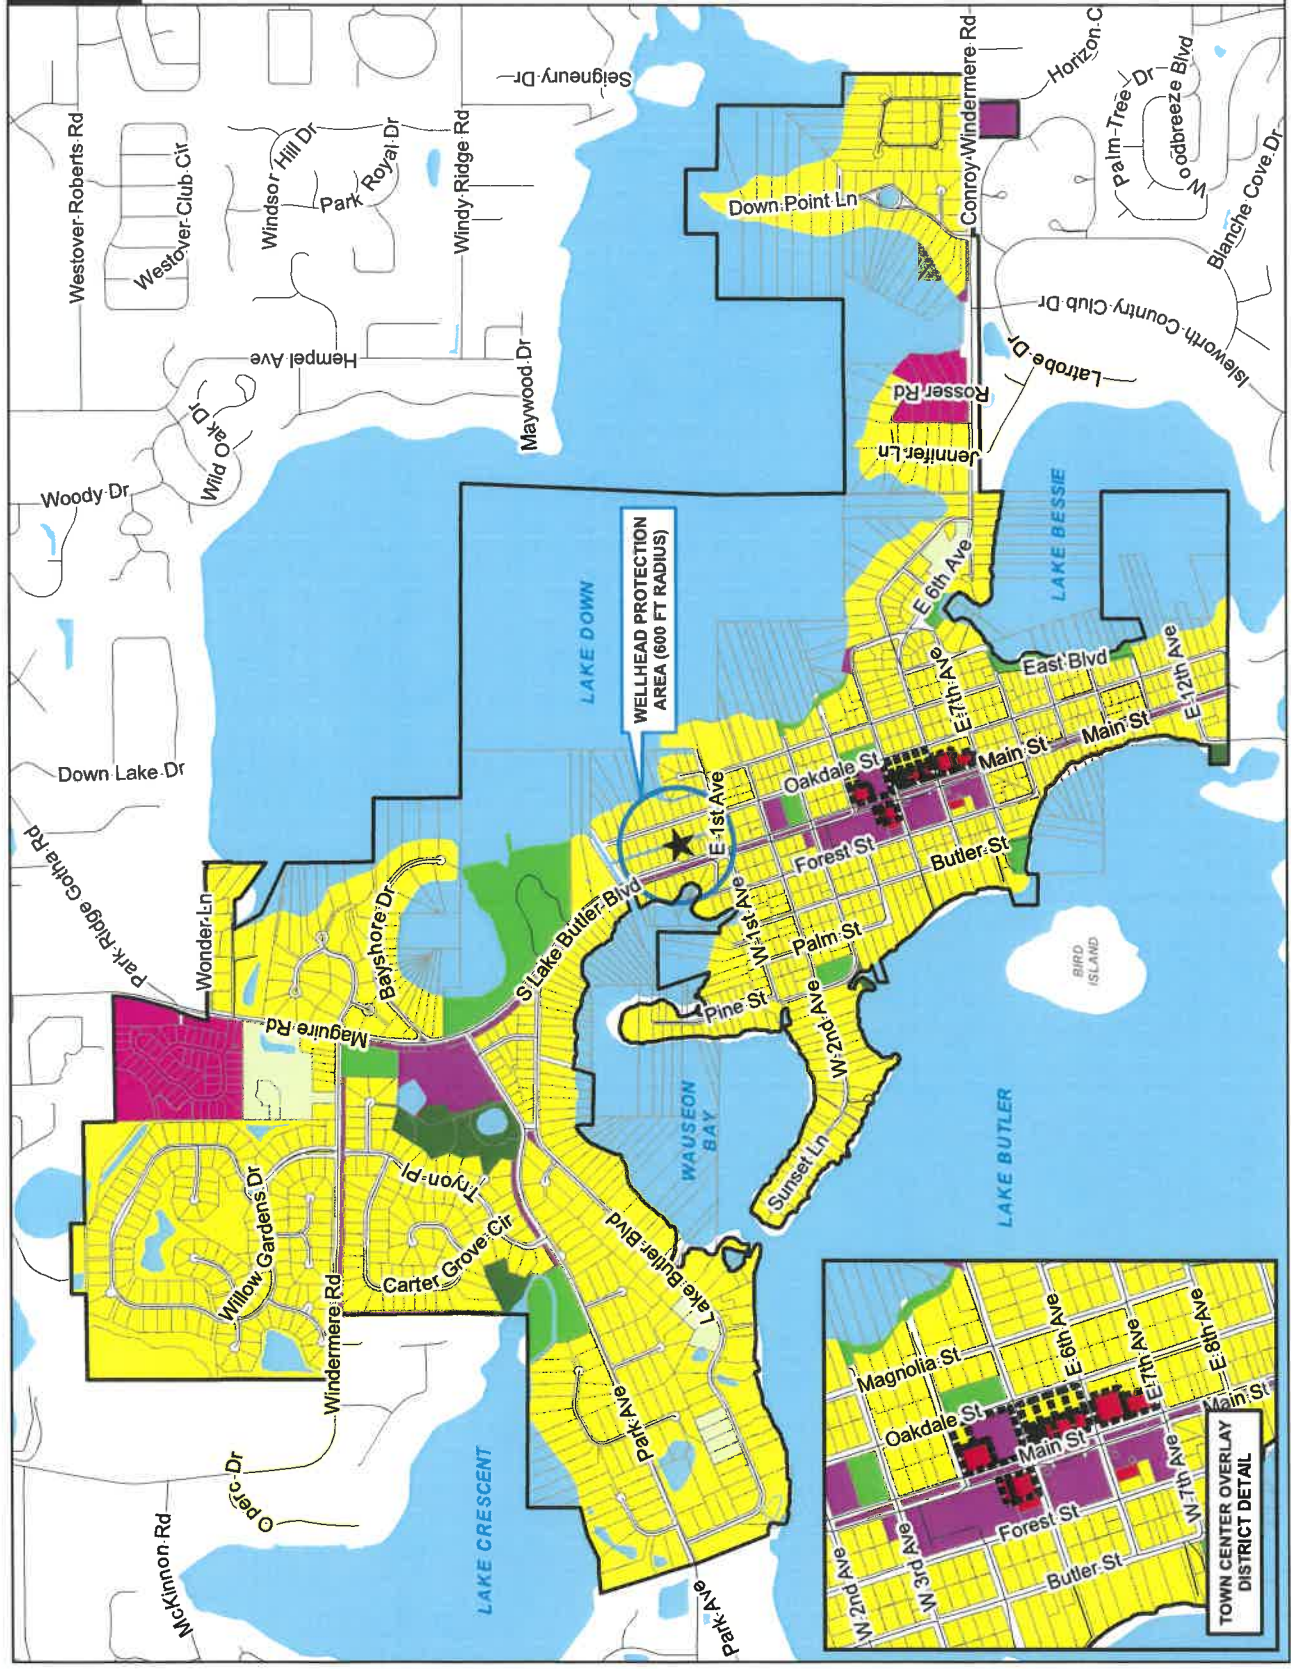 Westover-Roberts-Rd
Westover-Club-Cir
Windsor Hill Dr
Park Royal Dr
Windy-Ridge-Rd
Seigneury-Dr
Conroy-Windermere-Rd
Horizon-C
Palm-Tree-Dr
Woodbreeze Blvd
Blanche-Cove-Dr
Down-Point-Ln
Isleworth-Country-Club-Dr
Hempel Ave
Maywood-Dr
Latrobe-Dr
Rosser Rd
Jennifer-Ln
Wild Oak Dr
Woody-Dr
LAKE BESSIE
LAKE DOWN
WELLHEAD PROTECTION
AREA (600 FT RADIUS)
E 6th Ave
E-7th-Ave
East Blvd
E-12th Ave
Main St
Main St
Oakdale St
E-1st Ave
Forest St
Butler-St
Down Lake-Dr
Park-Ridge Gotha-Rd
Wonder-Ln
Bayshore Dr
S Lake Butler Blvd
W-1st Ave
Palm St
Pine St
W-2nd Ave
Maguire Rd
BIRD
ISLAND
WAUSEON
BAY
LAKE BUTLER
Sunset Ln
Tryon-Pl
Willow Gardens Dr
Carter Grove Cir
Lake-Butler-Blvd
Windermere Rd
Park-Ave
Operc-Dr
McKinnon-Rd
LAKE CRESCENT
Park-Ave
Magnolia St
Oakdale St
E 6th Ave
E-7th Ave
E-8th Ave
Main St
Main-St
Forest St
Butler-St
W-2nd Ave
W 3rd Ave
W-7th Ave
TOWN CENTER OVERLAY
DISTRICT DETAIL